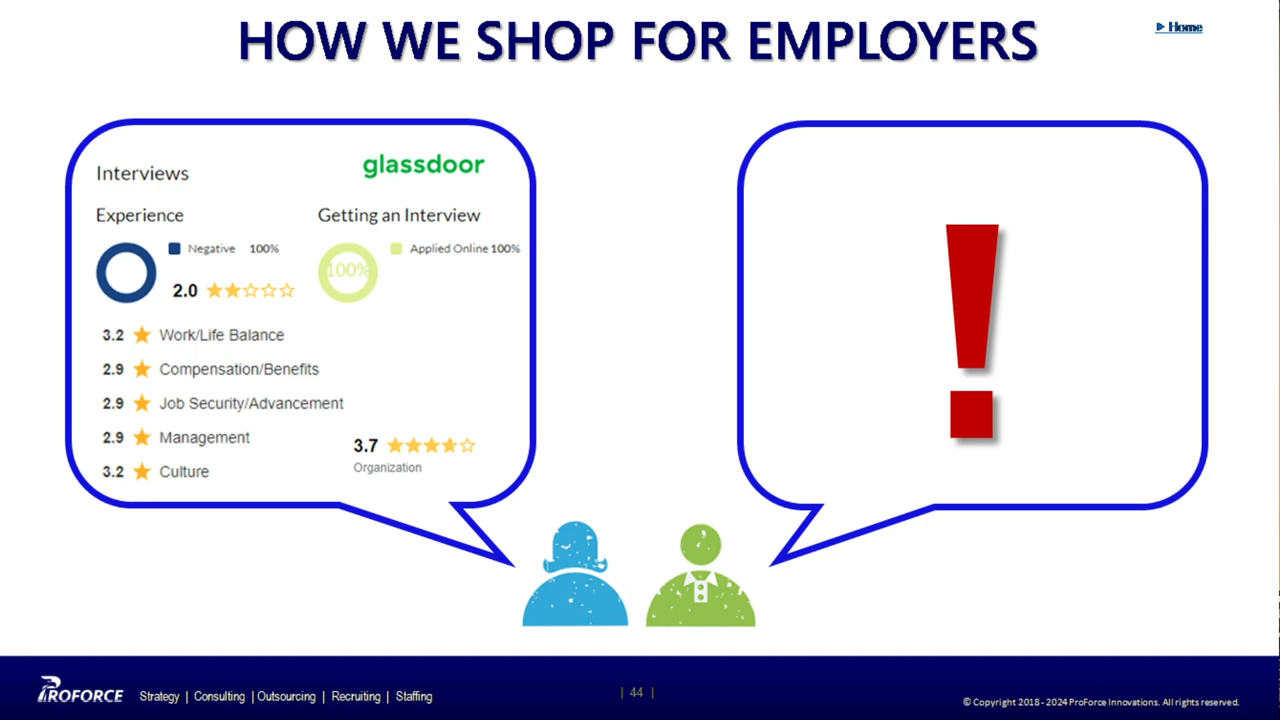 HOW WE SHOP FOR EMPLOYERS
Home
Interviews
glassdoor
Experience
Getting an Interview
Negative 100%
Applied Online 100%
100%
2.0
3.2 Work/Life Balance
2.9 Compensation/Benefits
2.9 Job Security/Advancement
2.9 Management
3.7
Organization
3.2 Culture
!
PROFORCE
Strategy | Consulting | Outsourcing | Recruiting | Staffing
| 44 |
© Copyright 2018 - 2024 ProForce Innovations. All rights reserved.